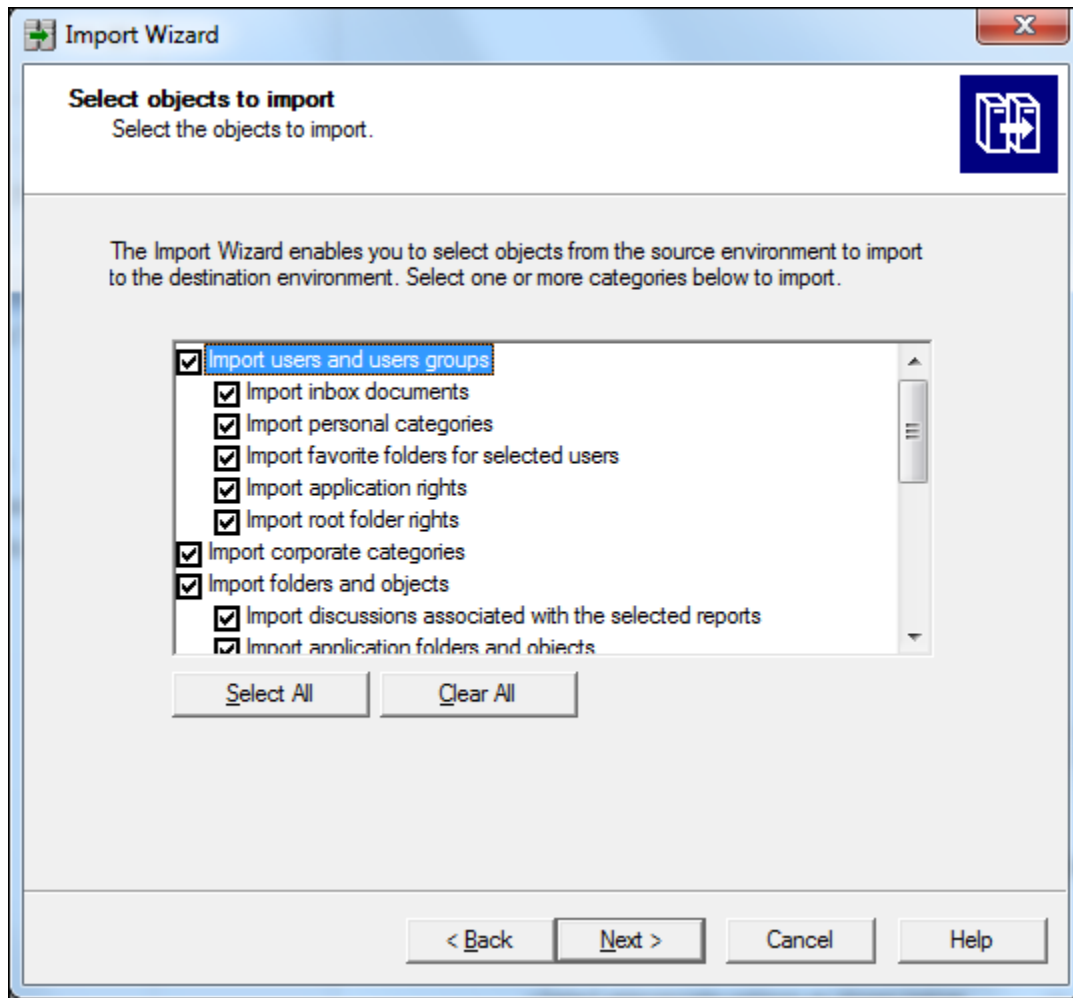 Import Wizard
Select objects to import
Select the objects to import.
The Import Wizard enables you to select objects from the source environment to import
to the destination environment. Select one or more categories below to import.
Import users and users groups
Import inbox documents
Import personal categories
Import favorite folders for selected users
Import application rights
Import root folder rights
Import corporate categories
Import folders and objects
Import discussions associated with the selected reports
Import application folders and objects
Select All Clear All
< Back Next > Cancel Help